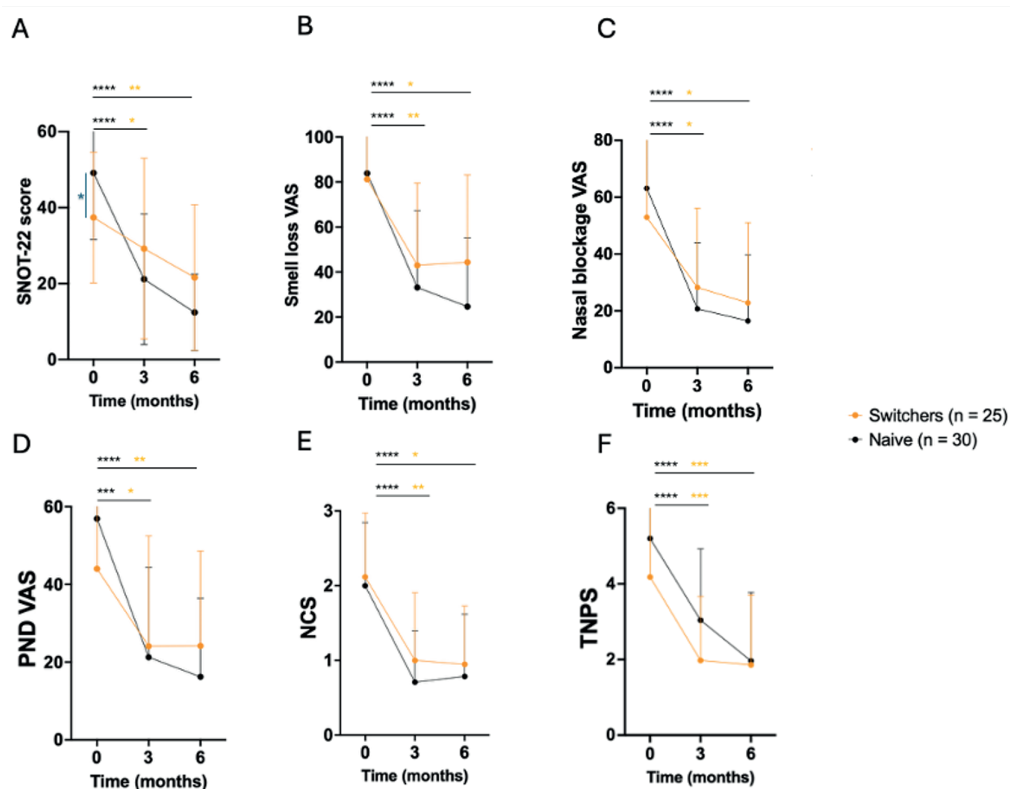 A
**** **
**** *
60
40
20
0
*
SNOT-22 score
0 3 6
Time (months)
B
**** *
**** **
100
80
60
40
20
0
Smell loss VAS
0 3 6
Time (months)
C
**** *
**** *
80
60
40
20
0
Nasal blockage VAS
0 3 6
Time (months)
Switchers (n = 25)
Naive (n = 30)
D
**** **
*** *
60
40
20
0
PND VAS
0 3 6
Time (months)
E
**** *
**** **
3
2
1
0
NCS
0 3 6
Time (months)
F
**** ***
**** ***
6
4
2
0
TNPS
0 3 6
Time (months)